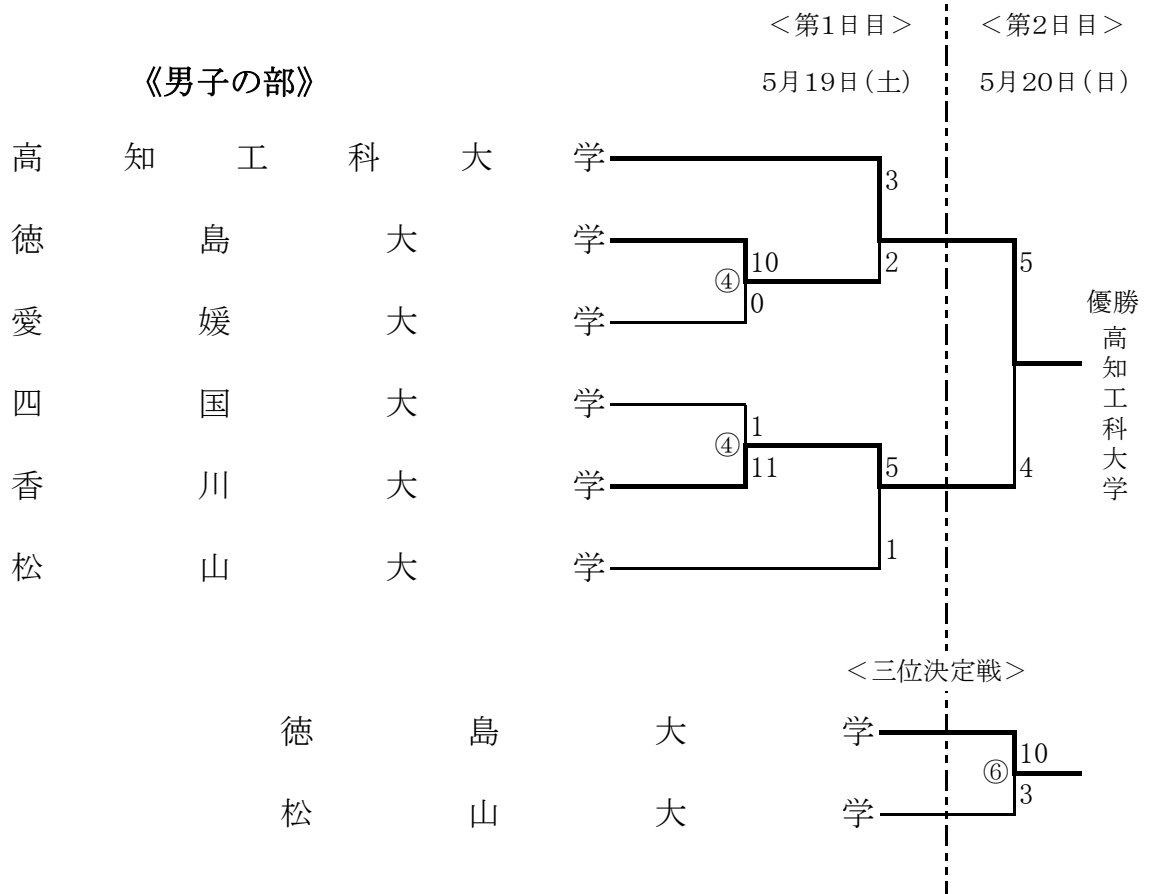 ＜第1日目＞ ＜第2日目＞
《男子の部》 5月19日（土） 5月20日（日）
高知工科大学
3
徳島大学
10 2 5
④
0
愛媛大学
優勝
高知工科大学
四国大学
1
④
11 5 4
香川大学
1
松山大学
＜三位決定戦＞
徳島大学
10
⑥
3
松山大学